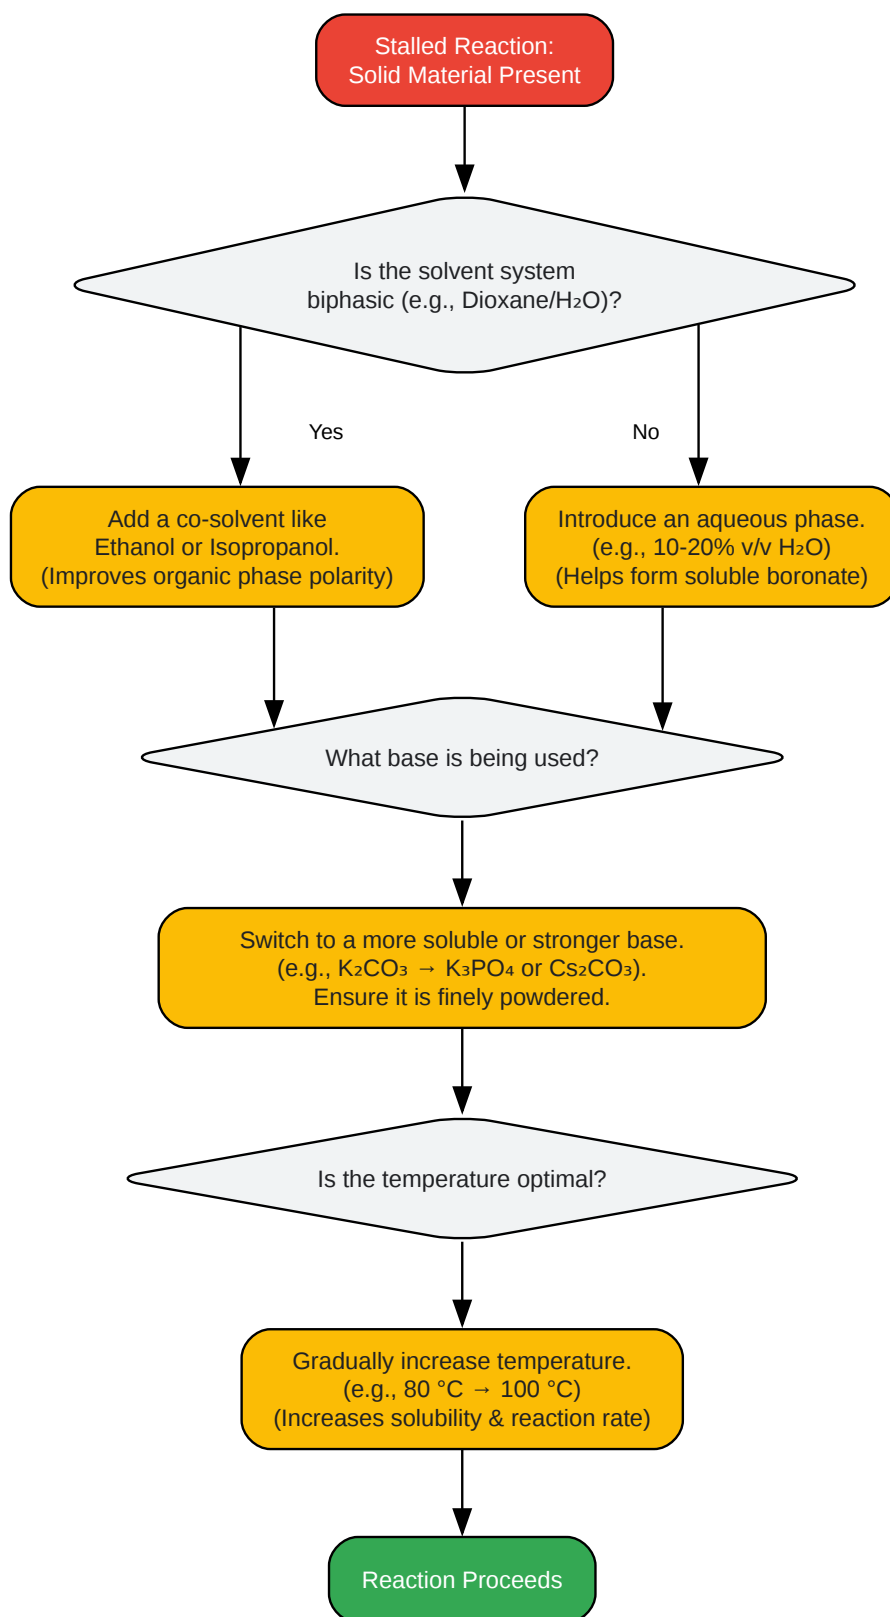 Stalled Reaction:
Solid Material Present
Is the solvent system
biphasic (e.g., Dioxane/H₂O)?
Yes
No
Add a co-solvent like
Ethanol or Isopropanol.
(Improves organic phase polarity)
Introduce an aqueous phase.
(e.g., 10-20% v/v H₂O)
(Helps form soluble boronate)
What base is being used?
Switch to a more soluble or stronger base.
(e.g., K₂CO₃ → K₃PO₄ or Cs₂CO₃).
Ensure it is finely powdered.
Is the temperature optimal?
Gradually increase temperature.
(e.g., 80 °C → 100 °C)
(Increases solubility & reaction rate)
Reaction Proceeds